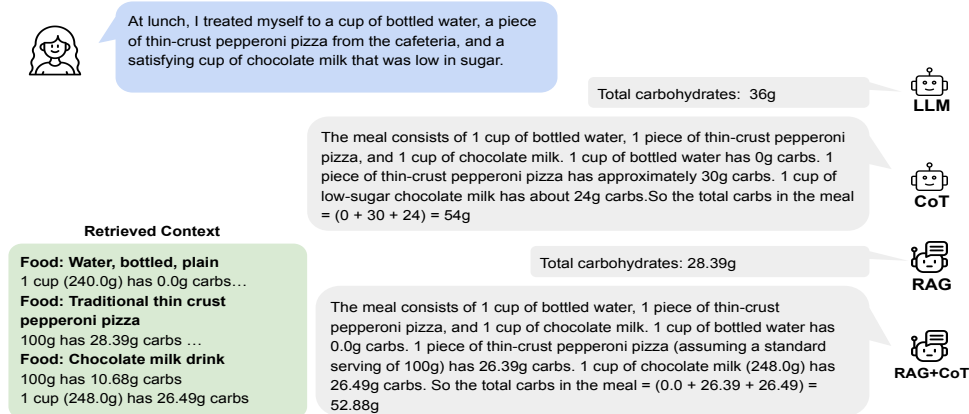 At lunch, I treated myself to a cup of bottled water, a piece
of thin-crust pepperoni pizza from the cafeteria, and a
satisfying cup of chocolate milk that was low in sugar.
Total carbohydrates: 36g
LLM
The meal consists of 1 cup of bottled water, 1 piece of thin-crust pepperoni
pizza, and 1 cup of chocolate milk. 1 cup of bottled water has 0g carbs. 1
piece of thin-crust pepperoni pizza has approximately 30g carbs. 1 cup of
low-sugar chocolate milk has about 24g carbs.So the total carbs in the meal
= (0 + 30 + 24) = 54g
CoT
Retrieved Context
Food: Water, bottled, plain
1 cup (240.0g) has 0.0g carbs…
Food: Traditional thin crust
pepperoni pizza
100g has 28.39g carbs …
Food: Chocolate milk drink
100g has 10.68g carbs
1 cup (248.0g) has 26.49g carbs
Total carbohydrates: 28.39g
RAG
The meal consists of 1 cup of bottled water, 1 piece of thin-crust
pepperoni pizza, and 1 cup of chocolate milk. 1 cup of bottled water has
0.0g carbs. 1 piece of thin-crust pepperoni pizza (assuming a standard
serving of 100g) has 26.39g carbs. 1 cup of chocolate milk (248.0g) has
26.49g carbs. So the total carbs in the meal = (0.0 + 26.39 + 26.49) =
52.88g
RAG+CoT